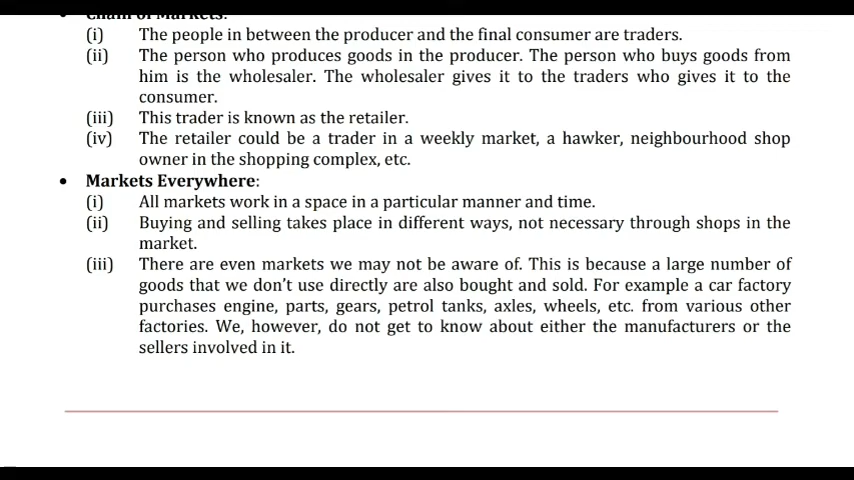 • Chain of Markets:
(i) The people in between the producer and the final consumer are traders.
(ii) The person who produces goods in the producer. The person who buys goods from
him is the wholesaler. The wholesaler gives it to the traders who gives it to the
consumer.
(iii) This trader is known as the retailer.
(iv) The retailer could be a trader in a weekly market, a hawker, neighbourhood shop
owner in the shopping complex, etc.
• Markets Everywhere:
(i) All markets work in a space in a particular manner and time.
(ii) Buying and selling takes place in different ways, not necessary through shops in the
market.
(iii) There are even markets we may not be aware of. This is because a large number of
goods that we don't use directly are also bought and sold. For example a car factory
purchases engine, parts, gears, petrol tanks, axles, wheels, etc. from various other
factories. We, however, do not get to know about either the manufacturers or the
sellers involved in it.